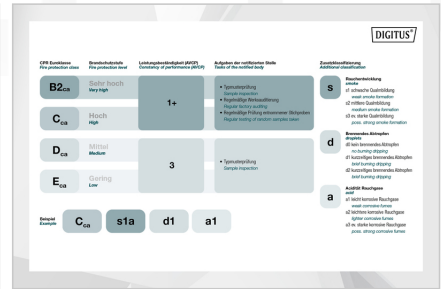 DIGITUS®
CPR Euroklasse
Fire protection class
Brandschutzstufe
Fire protection level
Leistungsbeständigkeit (AVCP)
Constancy of performance (AVCP)
Aufgaben der notifizierten Stelle
Tasks of the notified body
Zusatzklassifizierung
Additional classification
B2ca
Sehr hoch
Very high
1+
• Typmusterprüfung
Sample inspection
• Regelmäßige Werksauditierung
Regular factory auditing
• Regelmäßige Prüfung entnommener Stichproben
Regular testing of random samples taken
Cca
Hoch
High
Dca
Mittel
Medium
3
• Typmusterprüfung
Sample inspection
Eca
Gering
Low
s
Rauchentwicklung
smoke
s1 schwache Qualmbildung
weak smoke formation
s2 mittlere Qualmbildung
medium smoke formation
s3 ev. starke Qualmbildung
poss. strong smoke formation
d
Brennendes Abtropfen
droplets
d0 kein brennendes Abtropfen
no burning dripping
d1 kurzzeitiges brennendes Abtropfen
brief burning dripping
d2 kurzzeitiges brennendes Abtropfen
brief burning dripping
a
Acidität Rauchgase
acid
a1 leicht korrosive Rauchgase
weak corrosive fumes
a2 leichtere korrosive Rauchgase
lighter corrosive fumes
a3 ev. starke korrosive Rauchgase
poss. strong corrosive fumes
Beispiel
Example
Cca
s1a
d1
a1